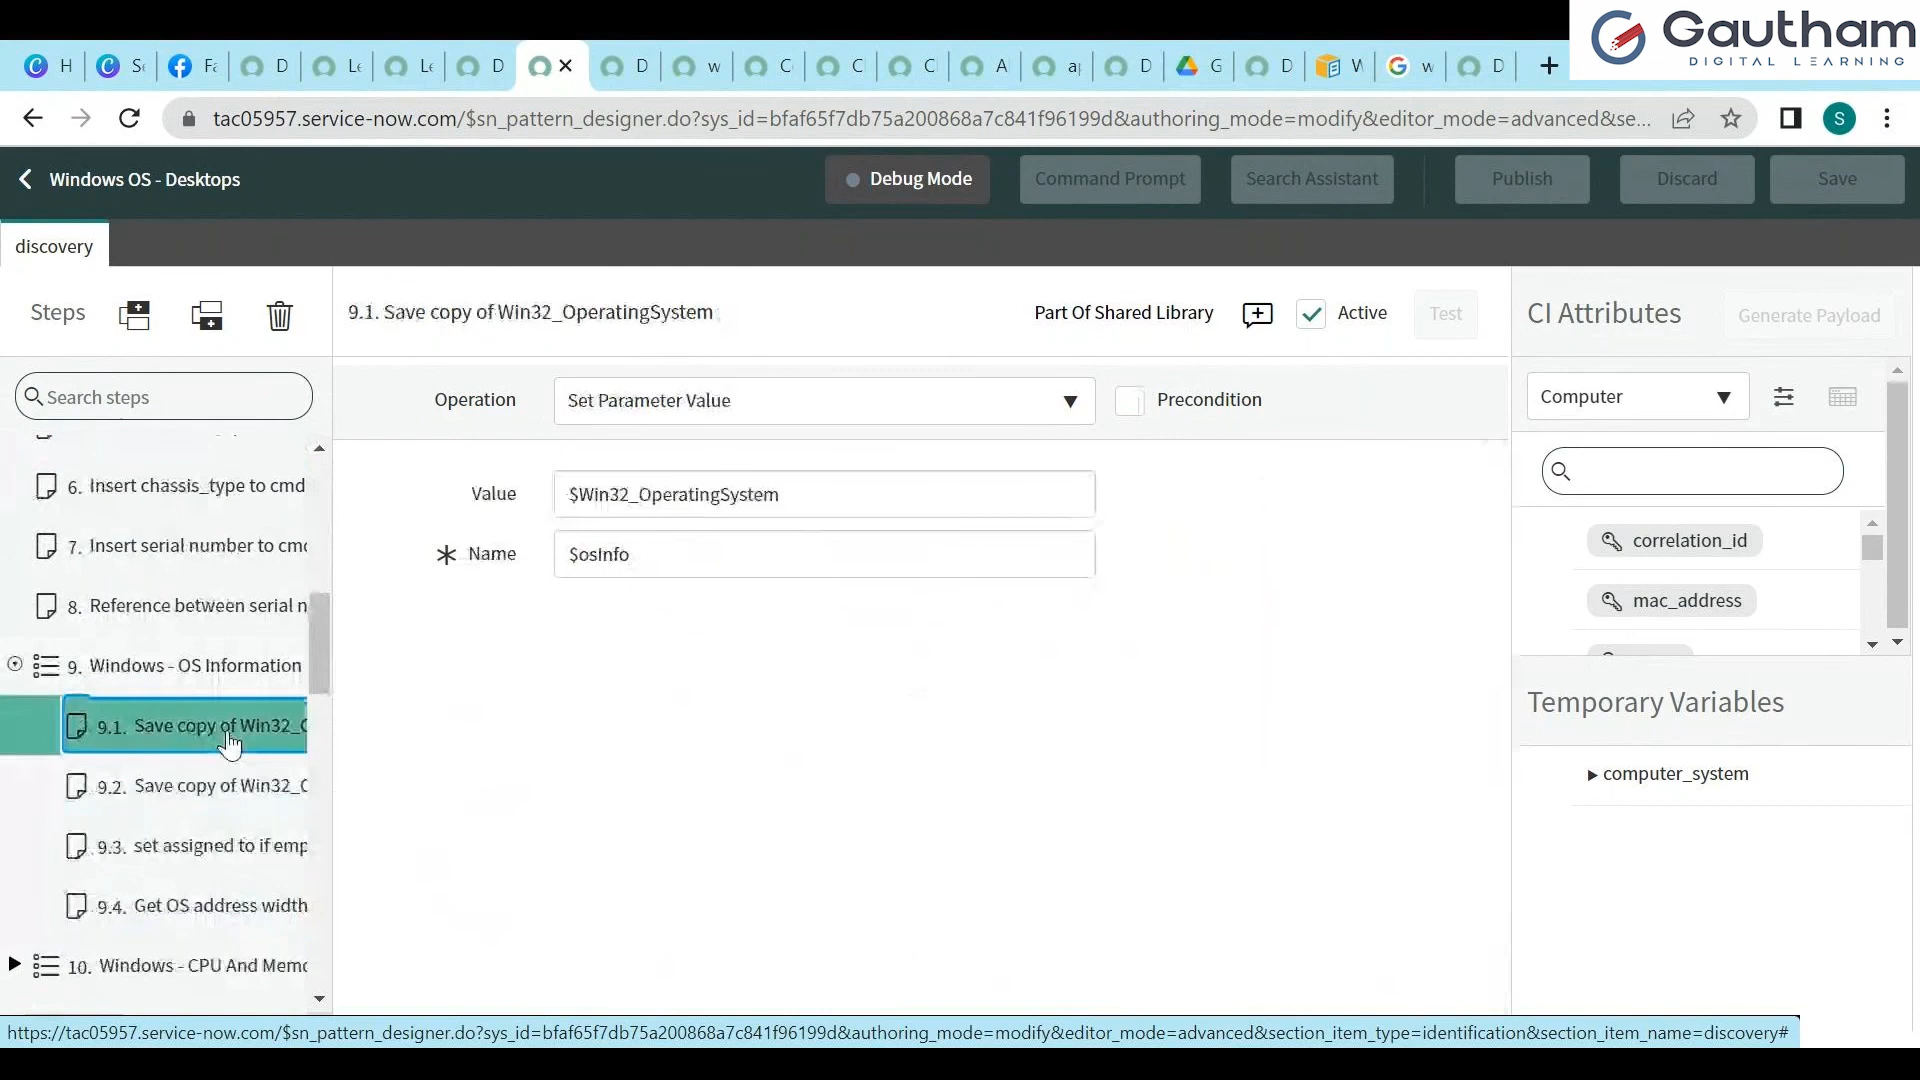 Gautham
DIGITAL LEARNING
H
S
Fa
D
Le
Le
D
D
w
C
C
C
A
a
D
G
D
W
w
D
tac05957.service-now.com/$sn_pattern_designer.do?sys_id=bfaf65f7db75a200868a7c841f96199d&authoring_mode=modify&editor_mode=advanced&se...
S
Windows OS - Desktops
Debug Mode
Command Prompt
Search Assistant
Publish
Discard
Save
discovery
Steps
9.1. Save copy of Win32_OperatingSystem
Part Of Shared Library
Active
Test
CI Attributes
Generate Payload
Search steps
Operation
Set Parameter Value
Precondition
Computer
6. Insert chassis_type to cmd
Value
$Win32_OperatingSystem
7. Insert serial number to cmd
Name
$osInfo
correlation_id
8. Reference between serial n
mac_address
9. Windows - OS Information
Temporary Variables
9.1. Save copy of Win32_O
computer_system
9.2. Save copy of Win32_C
9.3. set assigned to if emp
9.4. Get OS address width
10. Windows - CPU And Memo
https://tac05957.service-now.com/$sn_pattern_designer.do?sys_id=bfaf65f7db75a200868a7c841f96199d&authoring_mode=modify&editor_mode=advanced&section_item_type=identification&section_item_name=discovery#